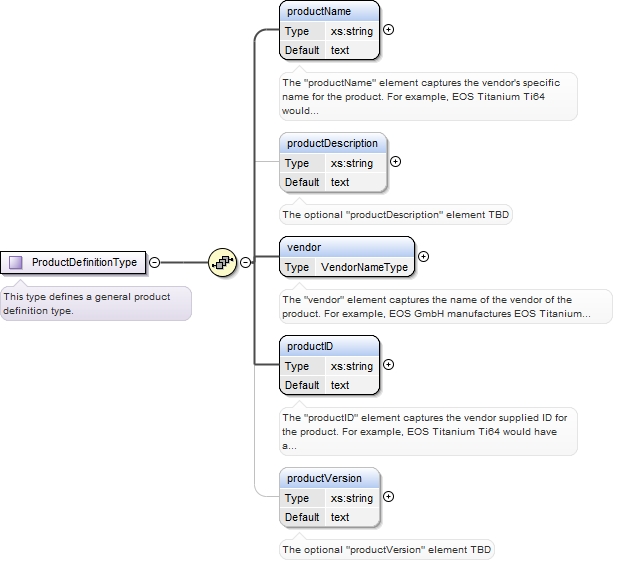 productName
Type xs:string
Default text
The "productName" element captures the vendor's specific
name for the product. For example, EOS Titanium Ti64
would...
productDescription
Type xs:string
Default text
The optional "productDescription" element TBD
ProductDefinitionType
This type defines a general product
definition type.
vendor
Type VendorNameType
The "vendor" element captures the name of the vendor of the
product. For example, EOS GmbH manufactures EOS Titanium...
productID
Type xs:string
Default text
The "productID" element captures the vendor supplied ID for
the product. For example, EOS Titanium Ti64 would have
a...
productVersion
Type xs:string
Default text
The optional "productVersion" element TBD